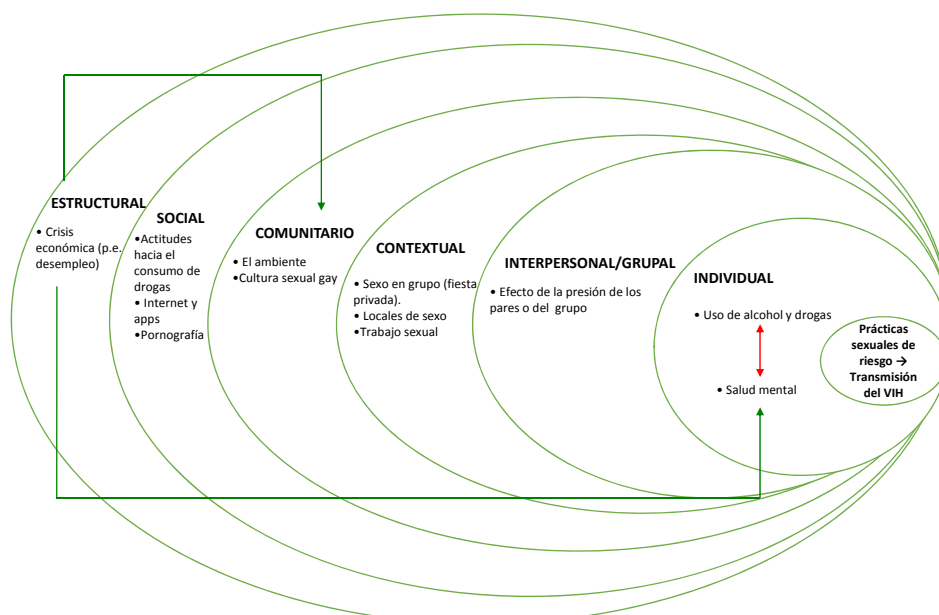 ESTRUCTURAL
• Crisis
económica (p.e.
desempleo)
SOCIAL
•Actitudes
hacia el
consumo de
drogas
• Internet y
apps
•Pornografía
COMUNITARIO
• El ambiente
•Cultura sexual gay
CONTEXTUAL
• Sexo en grupo (fiesta
privada).
• Locales de sexo
•Trabajo sexual
INTERPERSONAL/GRUPAL
• Efecto de la presión de los
pares o del grupo
INDIVIDUAL
• Uso de alcohol y drogas
• Salud mental
Prácticas
sexuales de
riesgo →
Transmisión
del VIH